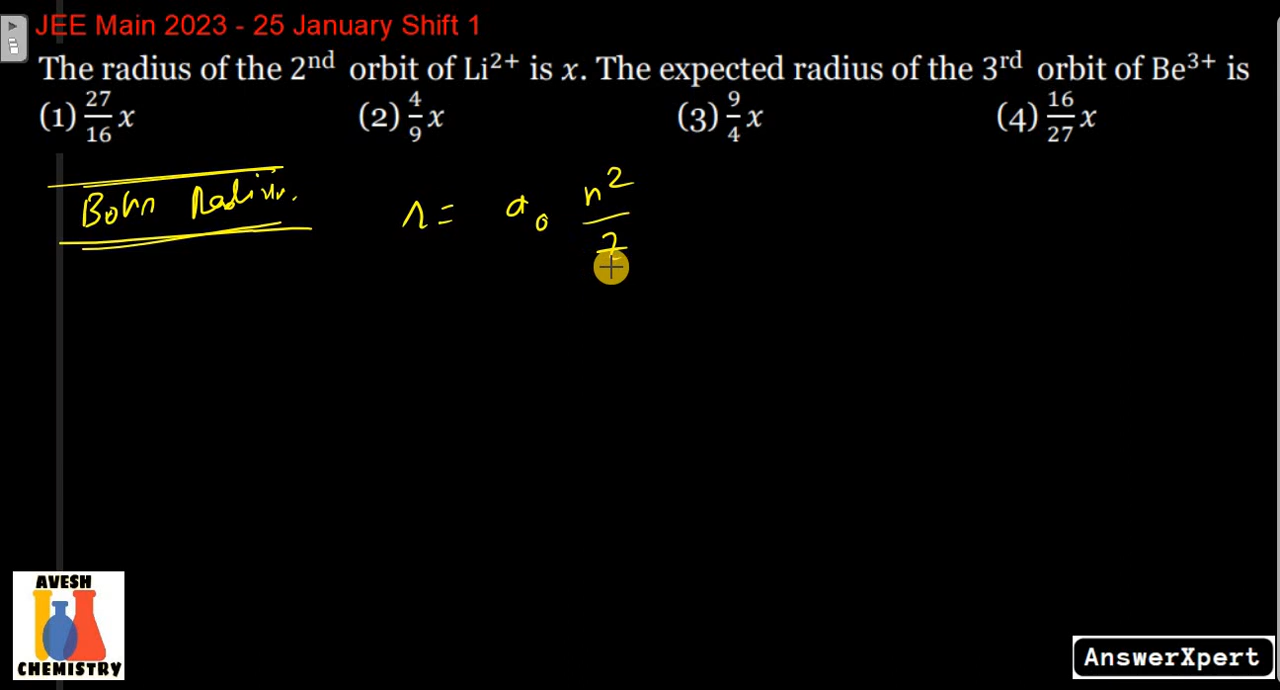 JEE Main 2023 - 25 January Shift 1
The radius of the 2ⁿᵈ orbit of Li²⁺ is x. The expected radius of the 3ʳᵈ orbit of Be³⁺ is
(1) 27/16 x (2) 4/9 x (3) 9/4 x (4) 16/27 x
Bohr Radius. r = a₀ n²/Z
AVESH
CHEMISTRY
AnswerXpert